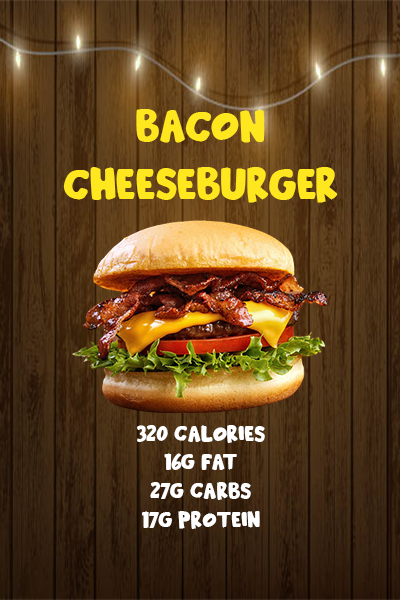 BACON
CHEESEBURGER
320 CALORIES
16G FAT
27G CARBS
17G PROTEIN